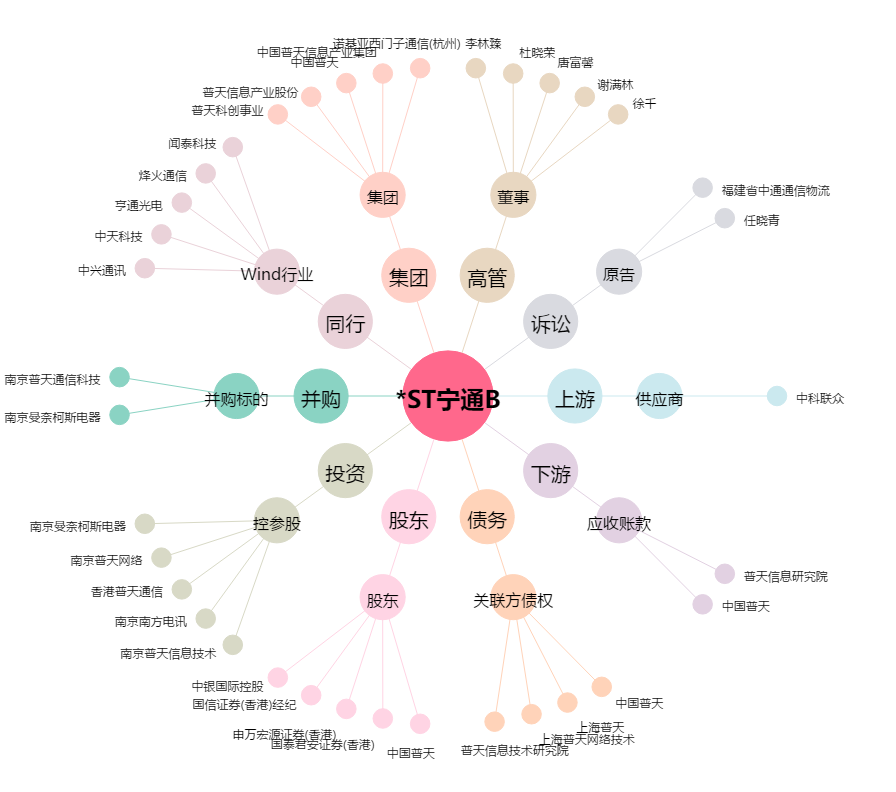 诺基亚西门子通信(杭州)
李林臻
中国普天信息产业集团
杜晓荣
中国普天
唐富馨
普天信息产业股份
谢满林
普天科创事业
徐千
闻泰科技
烽火通信
亨通光电
中天科技
中兴通讯
集团
董事
福建省中通通信物流
任晓青
Wind行业
集团
高管
原告
同行
诉讼
南京普天通信科技
南京曼奈柯斯电器
并购标的
并购
*ST宁通B
上游
供应商
中科联众
投资
下游
控参股
股东
债务
应收账款
南京曼奈柯斯电器
南京普天网络
香港普天通信
南京南方电讯
南京普天信息技术
普天信息研究院
中国普天
股东
关联方债权
中银国际控股
国信证券(香港)经纪
申万宏源证券(香港)
国泰君安证券(香港)
中国普天
中国普天
上海普天
上海普天网络技术
普天信息技术研究院